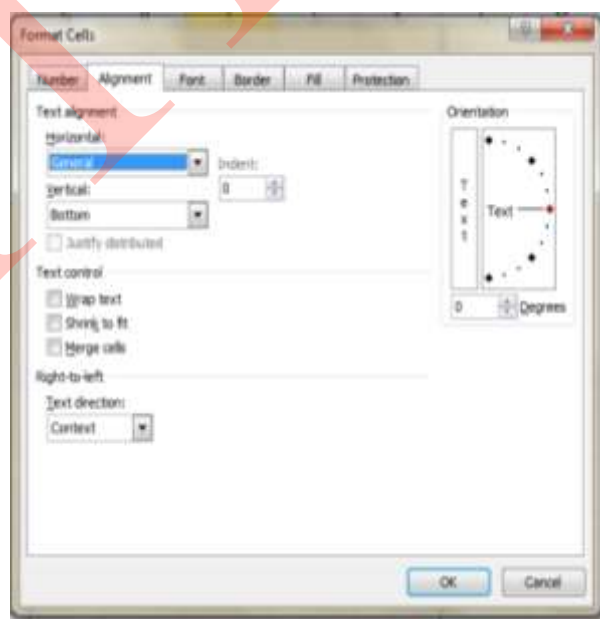 Format Cells
Number Alignment Font Border Fill Protection
Text alignment
Horizontal:
General
Indent:
Vertical:
0
Bottom
Justify distributed
Text control
Wrap text
Shrink to fit
Merge cells
Right-to-left
Text direction:
Context
Orientation
Text
Text
0 Degrees
OK Cancel